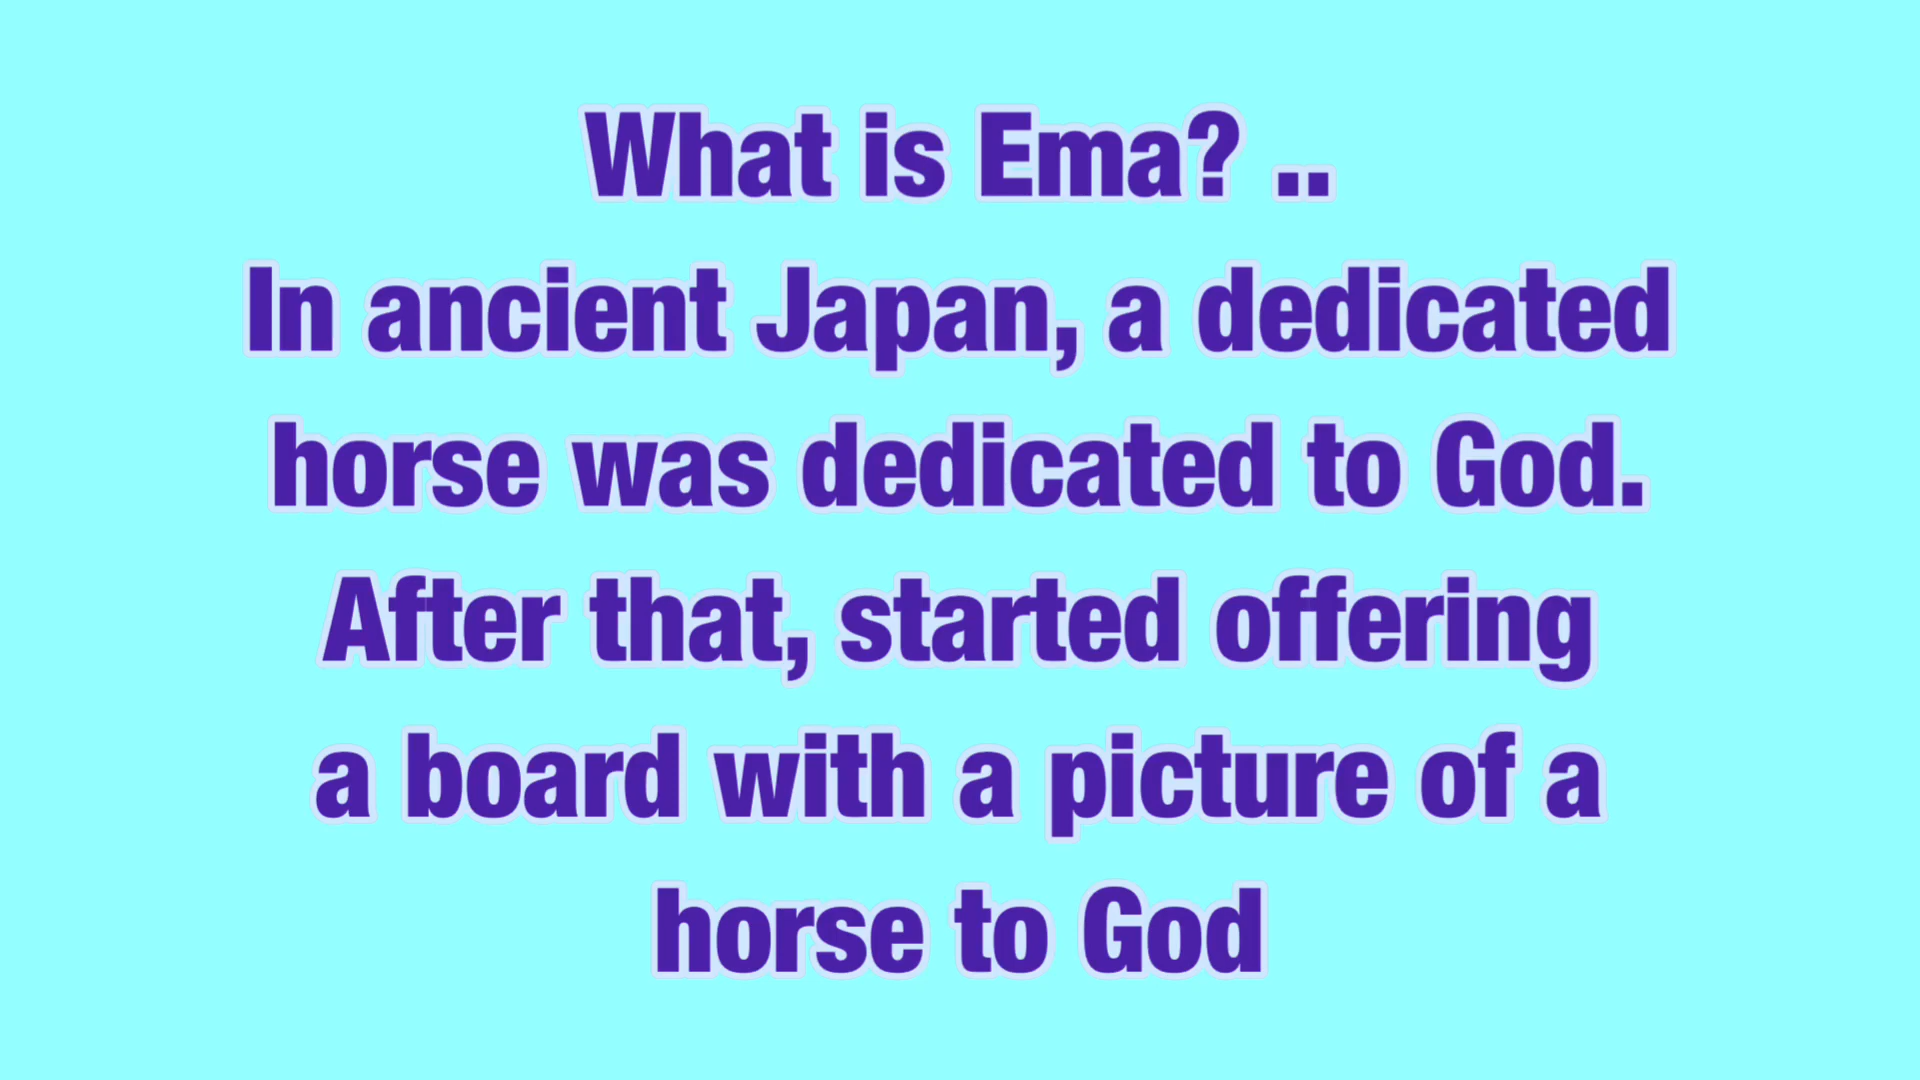 What is Ema? ..
In ancient Japan, a dedicated
horse was dedicated to God.
After that, started offering
a board with a picture of a
horse to God